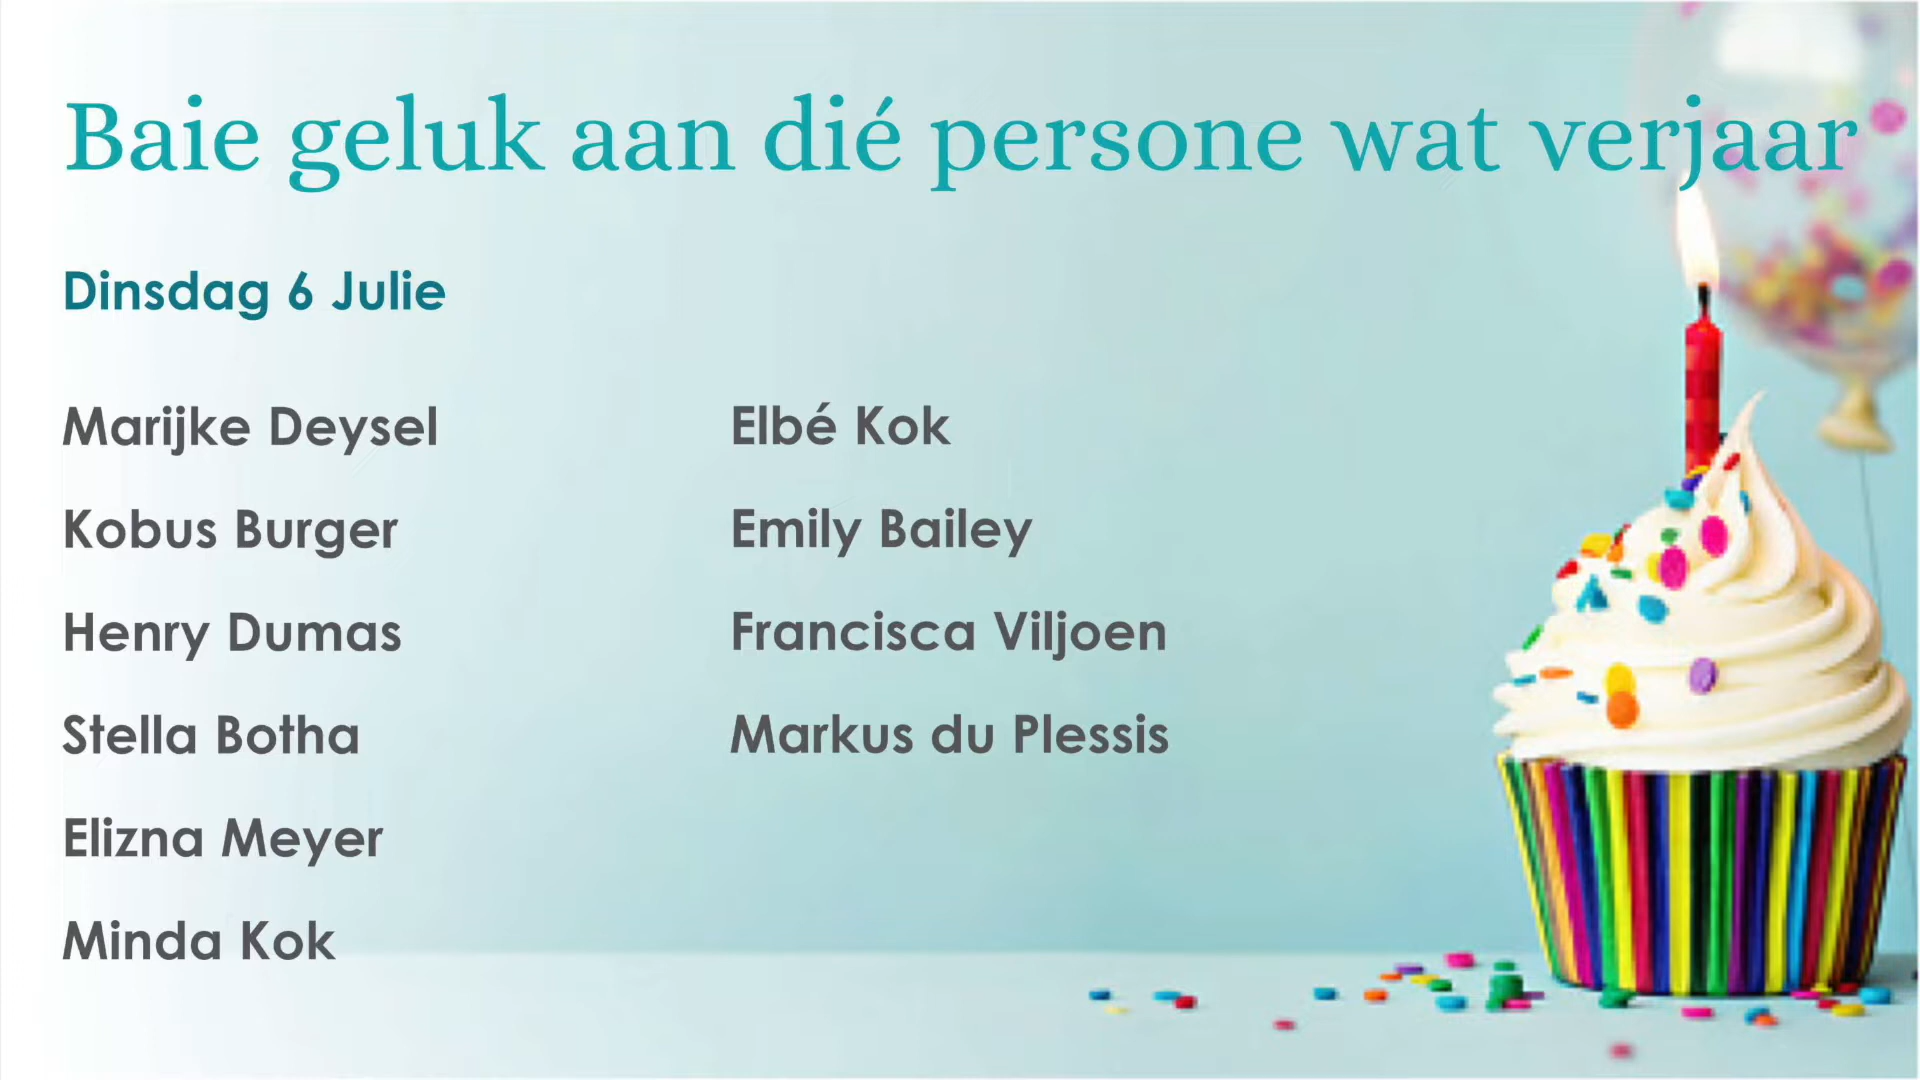 Baie geluk aan dié persone wat verjaar
Dinsdag 6 Julie
Marijke Deysel
Kobus Burger
Henry Dumas
Stella Botha
Elizna Meyer
Minda Kok
Elbé Kok
Emily Bailey
Francisca Viljoen
Markus du Plessis